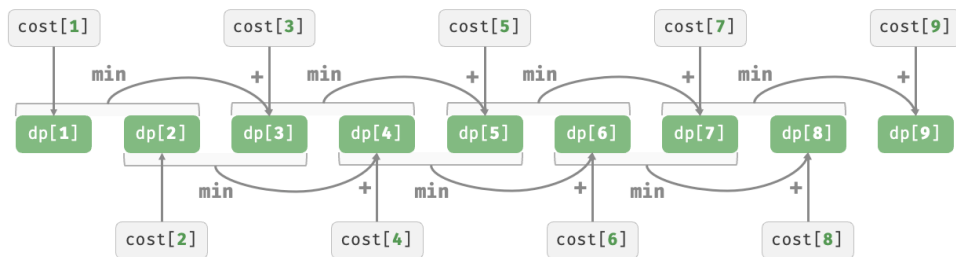 cost[1] cost[3] cost[5] cost[7] cost[9]
min + min + min + min +
dp[1] dp[2] dp[3] dp[4] dp[5] dp[6] dp[7] dp[8] dp[9]
min + min + min +
cost[2] cost[4] cost[6] cost[8]